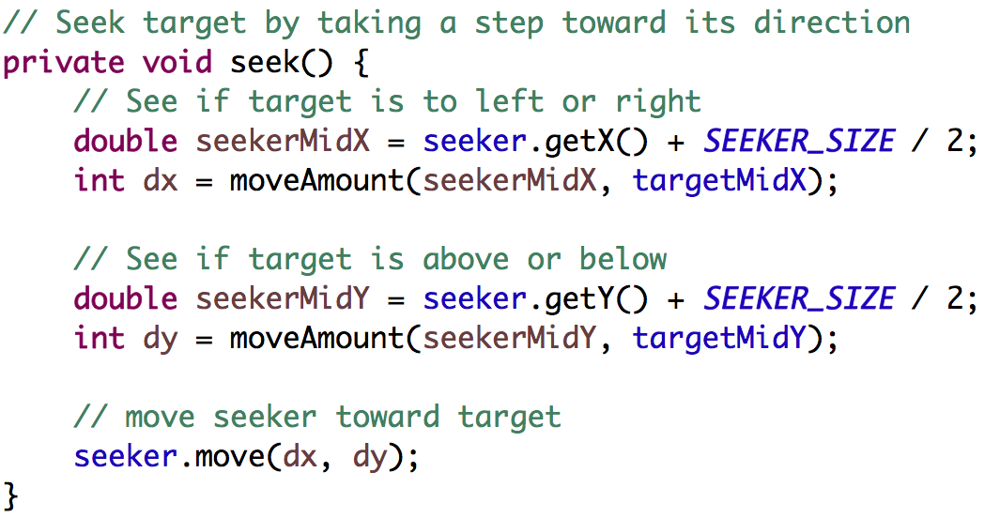 // Seek target by taking a step toward its direction
private void seek() {
    // See if target is to left or right
    double seekerMidX = seeker.getX() + SEEKER_SIZE / 2;
    int dx = moveAmount(seekerMidX, targetMidX);

    // See if target is above or below
    double seekerMidY = seeker.getY() + SEEKER_SIZE / 2;
    int dy = moveAmount(seekerMidY, targetMidY);

    // move seeker toward target
    seeker.move(dx, dy);
}